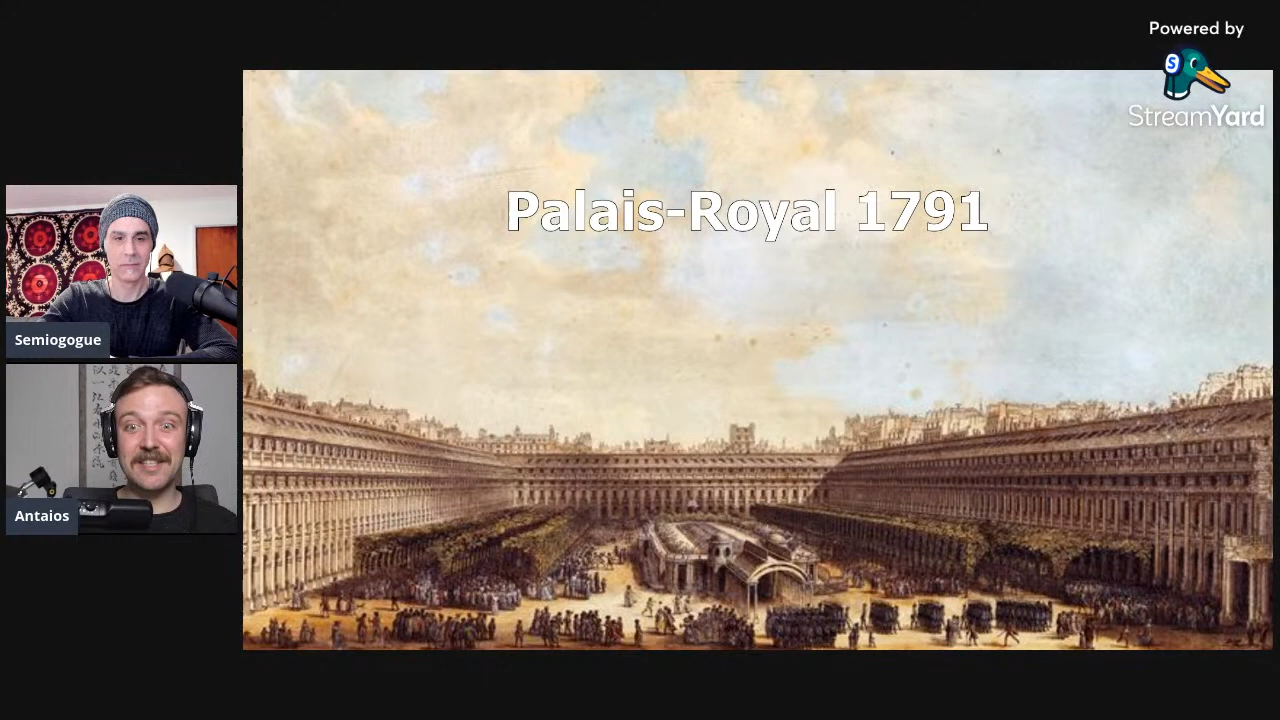 Powered by
S
StreamYard
Palais-Royal 1791
Semiogogue
Antaios